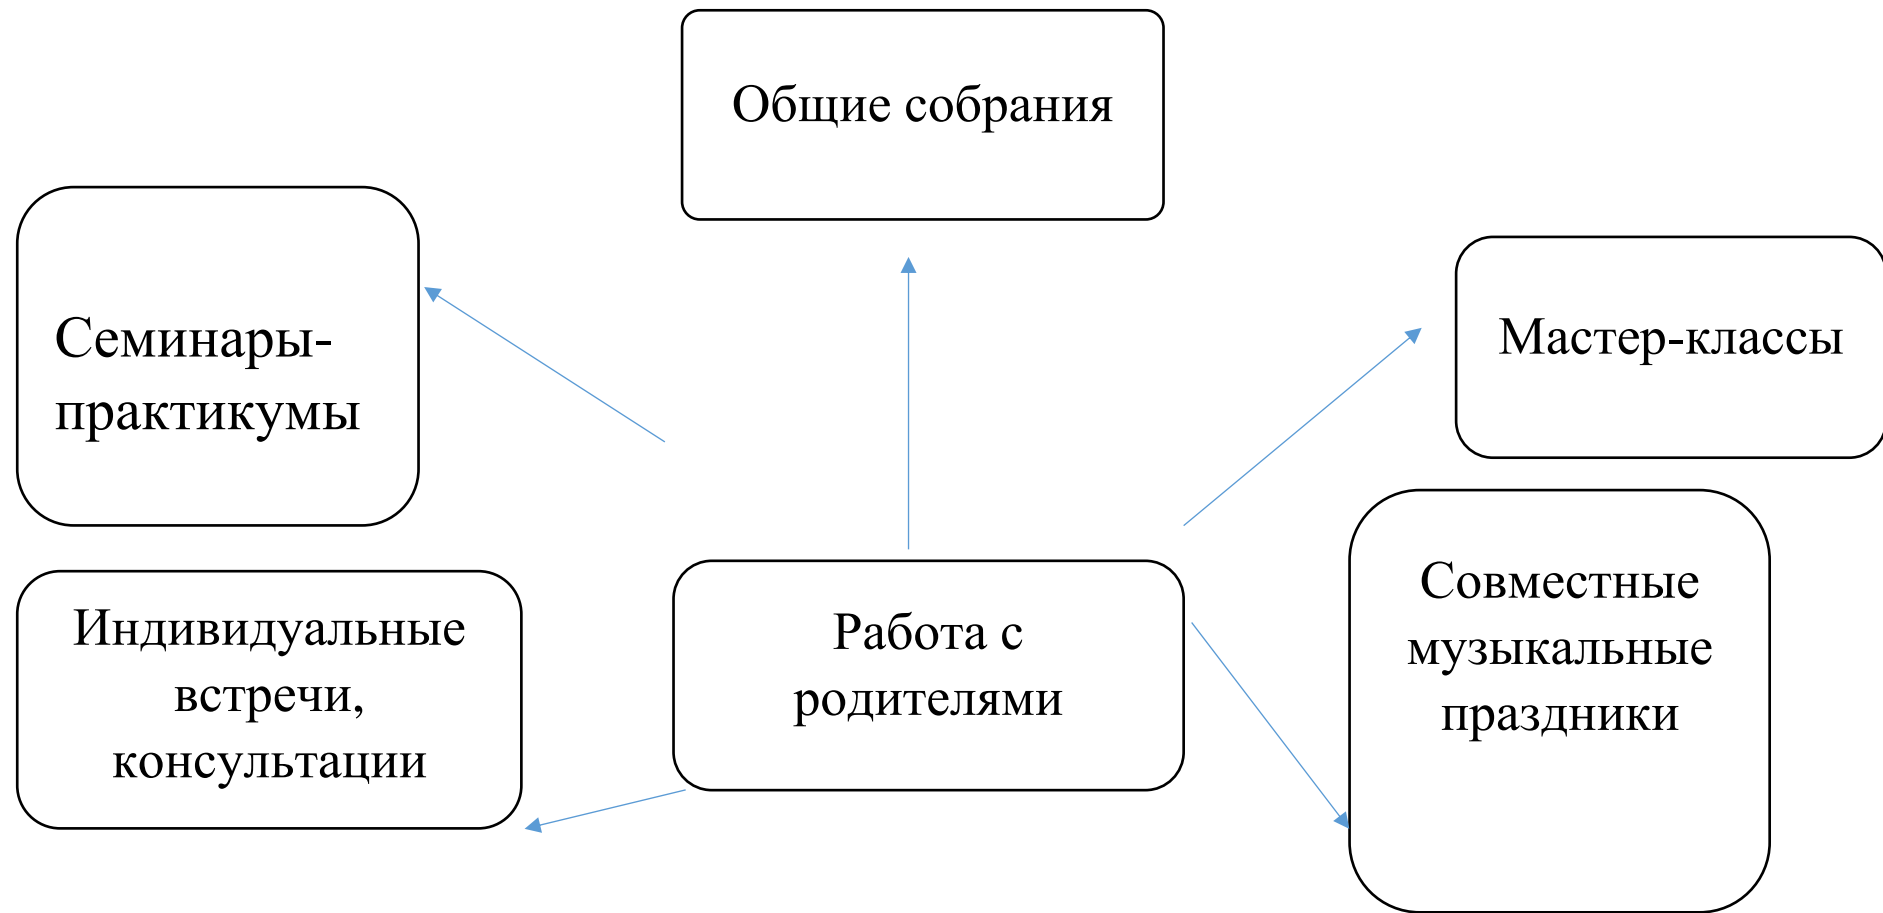 Общие собрания
Семинары-
практикумы
Мастер-классы
Индивидуальные
встречи,
консультации
Работа с
родителями
Совместные
музыкальные
праздники